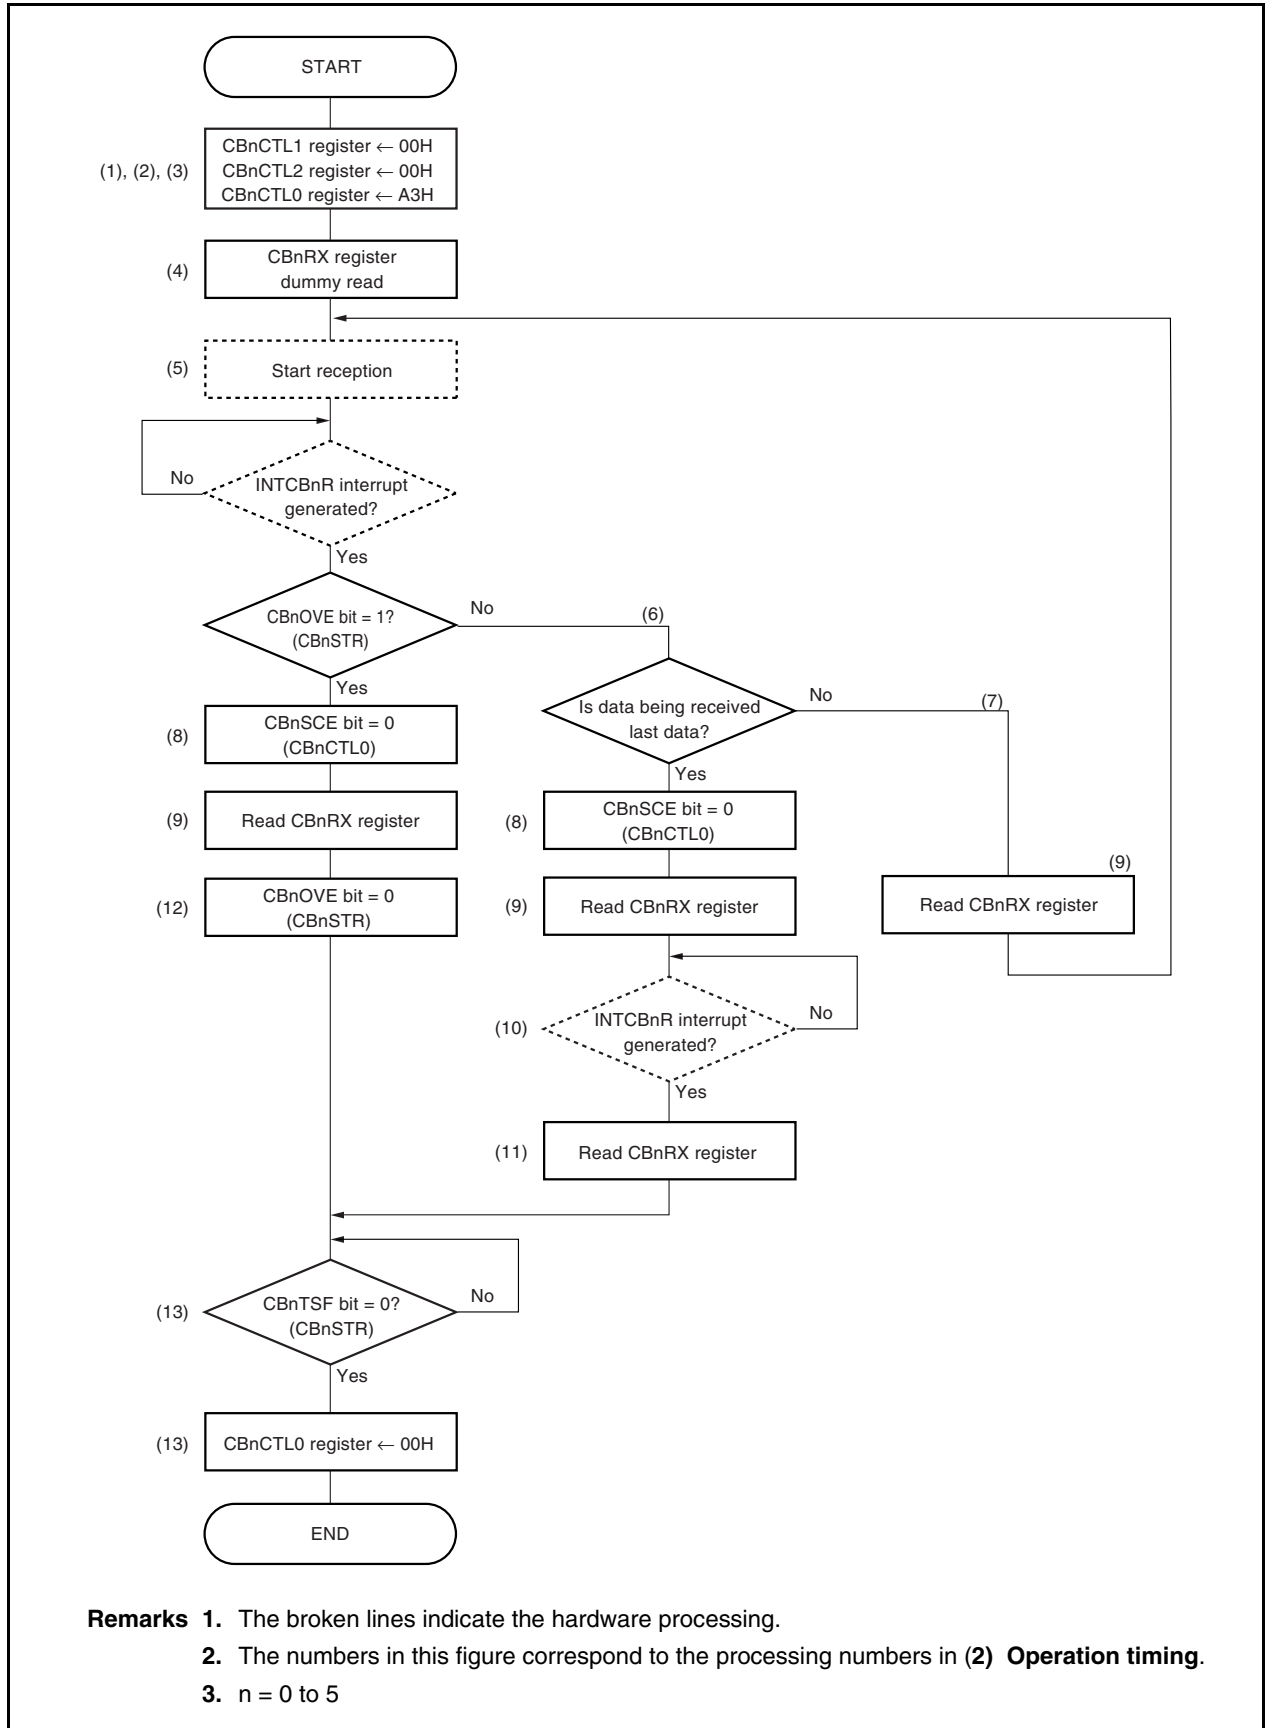 START
(1), (2), (3)
CBnCTL1 register ← 00H
CBnCTL2 register ← 00H
CBnCTL0 register ← A3H
(4)
CBnRX register
dummy read
(5)
Start reception
No
INTCBnR interrupt
generated?
Yes
CBnOVE bit = 1?
(CBnSTR)
No
(6)
Yes
Is data being received
last data?
No
(7)
Yes
(8)
CBnSCE bit = 0
(CBnCTL0)
(9)
Read CBnRX register
(12)
CBnOVE bit = 0
(CBnSTR)
(8)
CBnSCE bit = 0
(CBnCTL0)
(9)
Read CBnRX register
(9)
Read CBnRX register
(10)
INTCBnR interrupt
generated?
No
Yes
(11)
Read CBnRX register
(13)
CBnTSF bit = 0?
(CBnSTR)
No
Yes
(13)
CBnCTL0 register ← 00H
END
Remarks 1. The broken lines indicate the hardware processing.
2. The numbers in this figure correspond to the processing numbers in (2) Operation timing.
3. n = 0 to 5